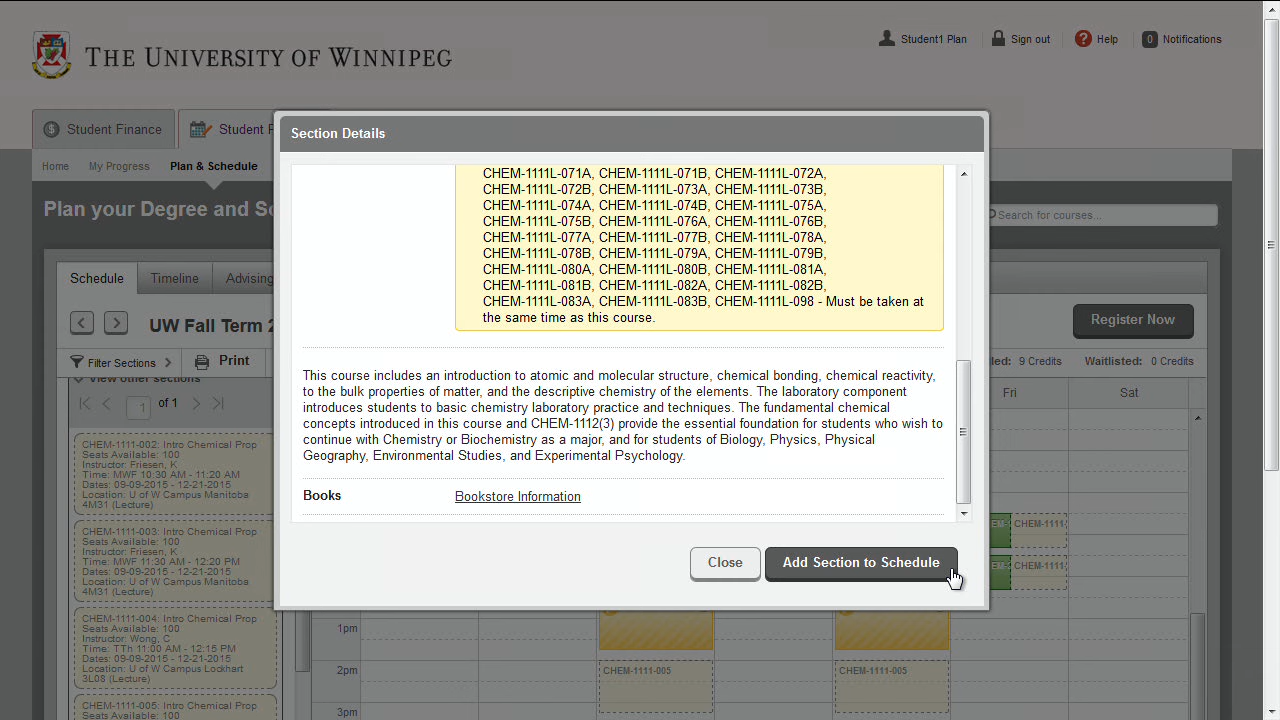 THE UNIVERSITY OF WINNIPEG
Student1 Plan
Sign out
Help
0 Notifications
Student Finance
Student
Home
My Progress
Plan & Schedule
Plan your Degree and Sc
Search for courses...
Section Details
CHEM-1111L-071A, CHEM-1111L-071B, CHEM-1111L-072A,
CHEM-1111L-072B, CHEM-1111L-073A, CHEM-1111L-073B,
CHEM-1111L-074A, CHEM-1111L-074B, CHEM-1111L-075A,
CHEM-1111L-075B, CHEM-1111L-076A, CHEM-1111L-076B,
CHEM-1111L-077A, CHEM-1111L-077B, CHEM-1111L-078A,
CHEM-1111L-078B, CHEM-1111L-079A, CHEM-1111L-079B,
CHEM-1111L-080A, CHEM-1111L-080B, CHEM-1111L-081A,
CHEM-1111L-081B, CHEM-1111L-082A, CHEM-1111L-082B,
CHEM-1111L-083A, CHEM-1111L-083B, CHEM-1111L-098 - Must be taken at
the same time as this course.
This course includes an introduction to atomic and molecular structure, chemical bonding, chemical reactivity,
to the bulk properties of matter, and the descriptive chemistry of the elements. The laboratory component
introduces students to basic chemistry laboratory practice and techniques. The fundamental chemical
concepts introduced in this course and CHEM-1112(3) provide the essential foundation for students who wish to
continue with Chemistry or Biochemistry as a major, and for students of Biology, Physics, Physical
Geography, Environmental Studies, and Experimental Psychology.
Books
Bookstore Information
Close
Add Section to Schedule
Schedule
Timeline
Advising
UW Fall Term 2
Register Now
Filter Sections
Print
led: 9 Credits
Waitlisted: 0 Credits
View other sections
1 of 1
Fri
Sat
CHEM-1111-002: Intro Chemical Prop
Seats Available: 100
Instructor: Friesen, K
Time: MWF 10:30 AM - 11:20 AM
Dates: 09-09-2015 - 12-21-2015
Location: U of W Campus Manitoba
4M31 (Lecture)
CHEM-1111-003: Intro Chemical Prop
Seats Available: 100
Instructor: Friesen, K
Time: MWF 11:30 AM - 12:20 PM
Dates: 09-09-2015 - 12-21-2015
Location: U of W Campus Manitoba
4M31 (Lecture)
CHEM-1111-004: Intro Chemical Prop
Seats Available: 100
Instructor: Wong, C
Time: TTh 11:00 AM - 12:15 PM
Dates: 09-09-2015 - 12-21-2015
Location: U of W Campus Lockhart
3L08 (Lecture)
CHEM-1111-005: Intro Chemical Prop
Seats Available: 100
EM-
CHEM-1111
EM-
CHEM-1111
1pm
2pm
3pm
CHEM-1111-005
CHEM-1111-005